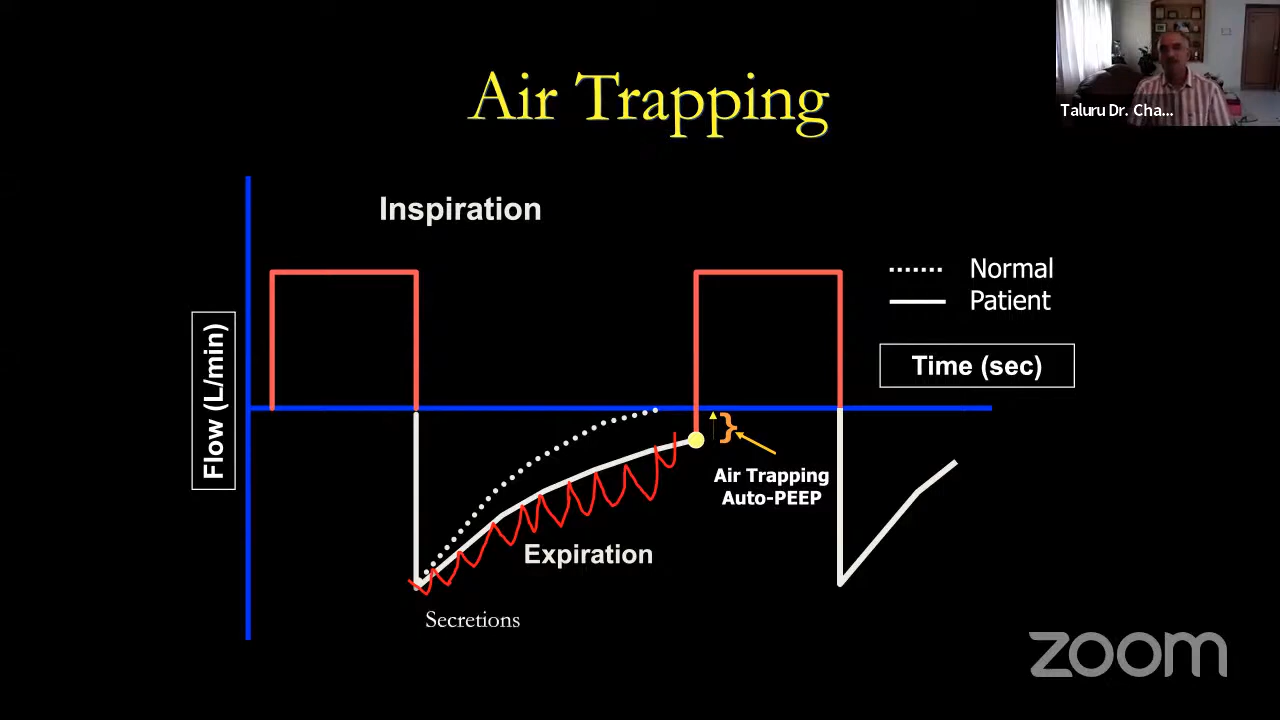 Air Trapping
Taluru Dr. Cha...
Inspiration
Normal
Patient
Flow (L/min)
Time (sec)
Air Trapping
Auto-PEEP
Expiration
Secretions
zoom